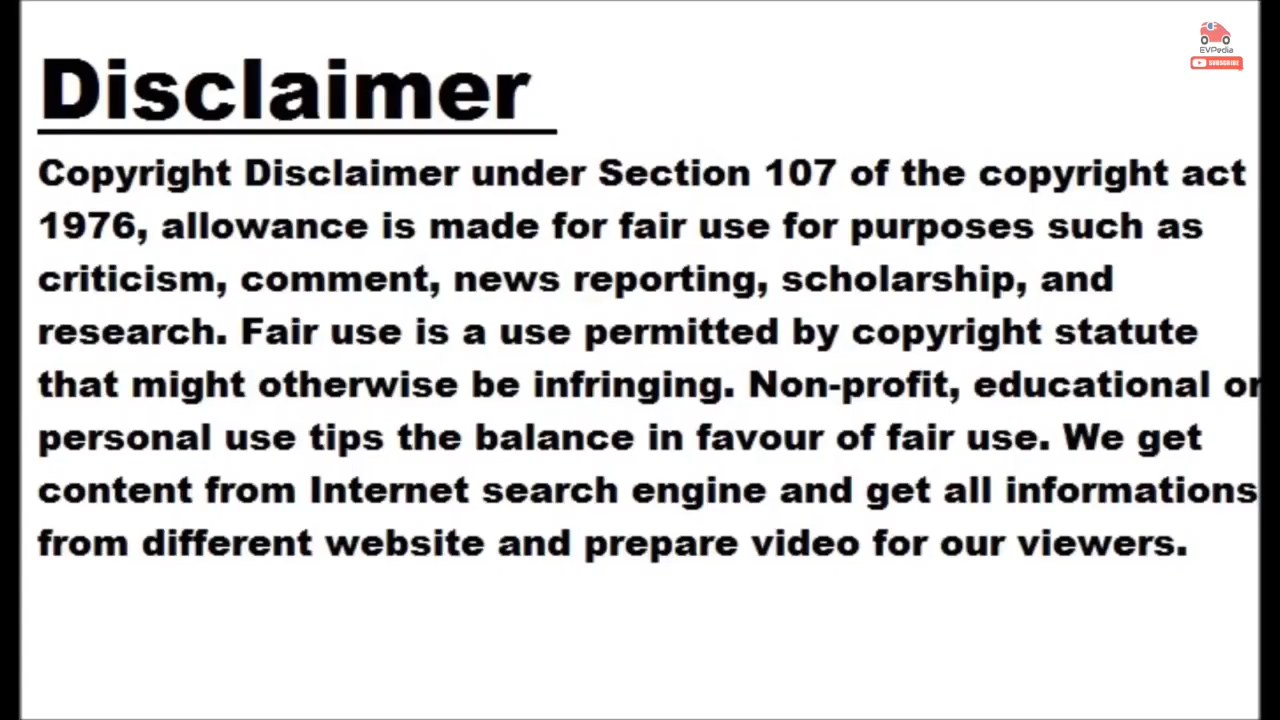 EVPedia
SUBSCRIBE
Disclaimer
Copyright Disclaimer under Section 107 of the copyright act
1976, allowance is made for fair use for purposes such as
criticism, comment, news reporting, scholarship, and
research. Fair use is a use permitted by copyright statute
that might otherwise be infringing. Non-profit, educational or
personal use tips the balance in favour of fair use. We get
content from Internet search engine and get all informations
from different website and prepare video for our viewers.